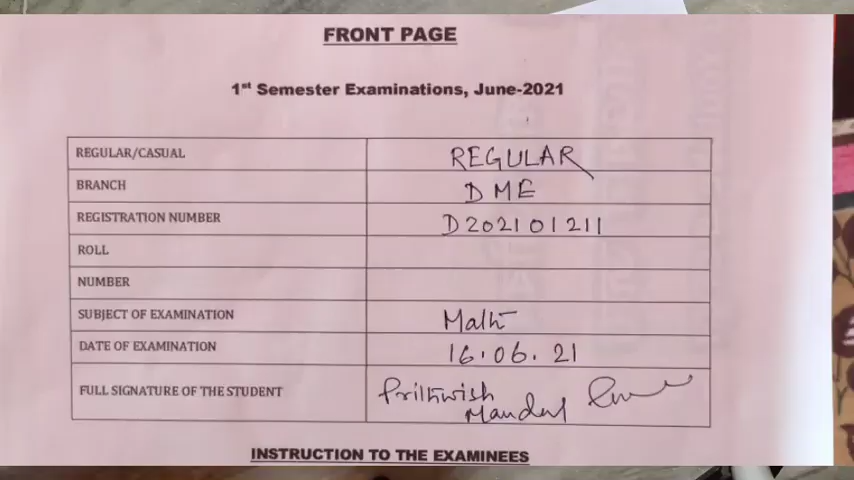 FRONT PAGE
1st Semester Examinations, June-2021
REGULAR/CASUAL REGULAR
BRANCH DME
REGISTRATION NUMBER D202101211
ROLL
NUMBER
SUBJECT OF EXAMINATION Math
DATE OF EXAMINATION 16.06.21
FULL SIGNATURE OF THE STUDENT Prithwish
Mandal
INSTRUCTION TO THE EXAMINEES